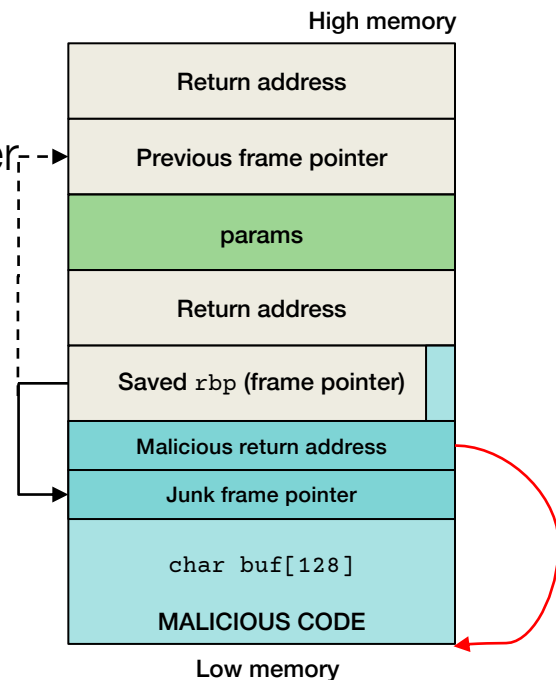 High memory
Return address
er
Previous frame pointer
params
Return address
Saved rbp (frame pointer)
Malicious return address
Junk frame pointer
char buf[128]
MALICIOUS CODE
Low memory